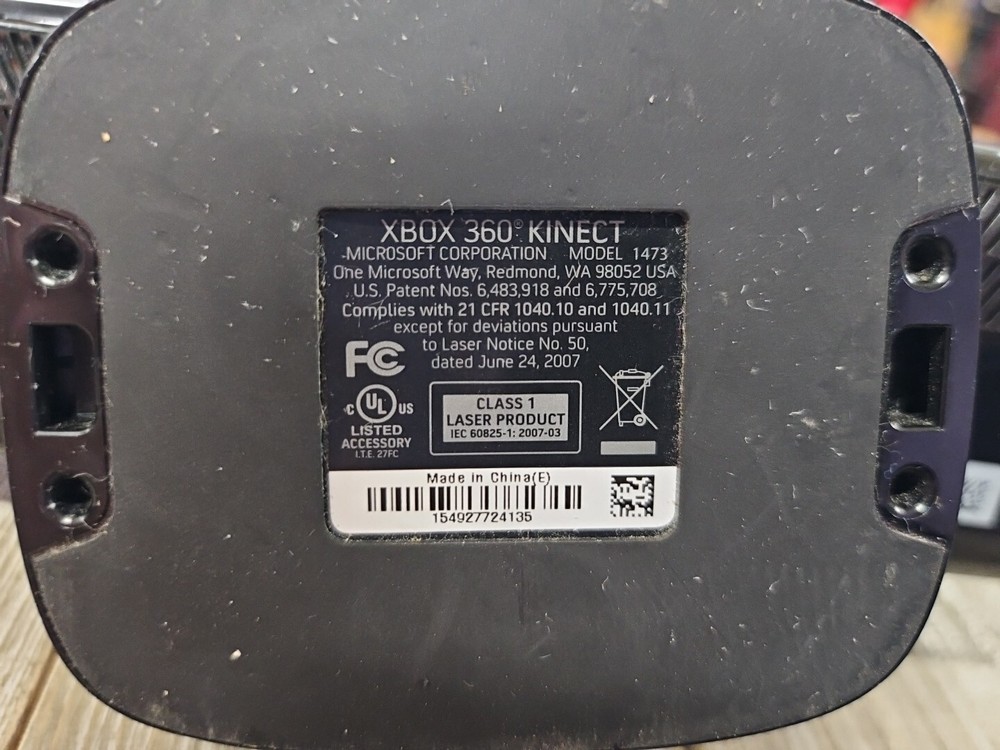 XBOX 360® KINECT
MICROSOFT CORPORATION MODEL 1473
One Microsoft Way, Redmond, WA 98052 USA
U.S. Patent Nos. 6,483,918 and 6,775,708
Complies with 21 CFR 1040.10 and 1040.11
except for deviations pursuant
to Laser Notice No. 50,
dated June 24, 2007
FC
C UL US
LISTED
ACCESSORY
I.T.E. 27FC
CLASS 1
LASER PRODUCT
IEC 60825-1: 2007-03
Made in China(E)
154927724135